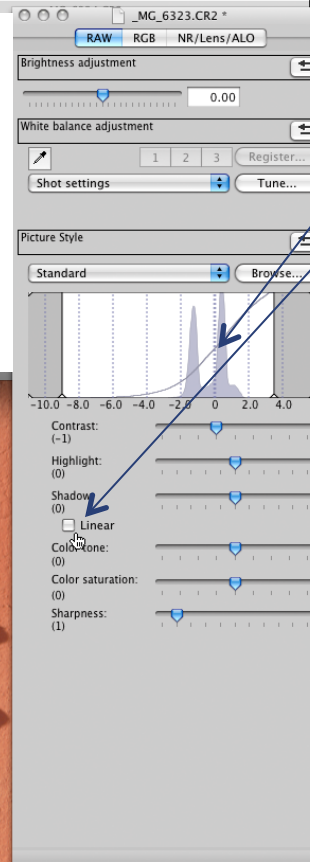 _MG_6323.CR2 *
RAW RGB NR/Lens/ALO
Brightness adjustment
0.00
White balance adjustment
1 2 3 Register...
Shot settings Tune...
Picture Style
Standard Browse...
-10.0 -8.0 -6.0 -4.0 -2.0 0 2.0 4.0
Contrast:
(-1)
Highlight:
(0)
Shadow:
(0)
Linear
Color tone:
(0)
Color saturation:
(0)
Sharpness:
(1)